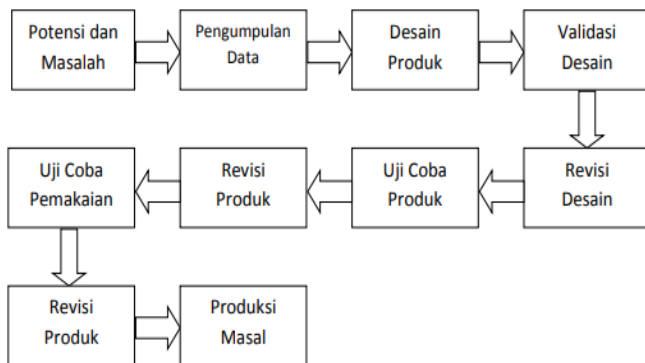 Potensi dan
Masalah
Pengumpulan
Data
Desain
Produk
Validasi
Desain
Revisi
Desain
Uji Coba
Produk
Revisi
Produk
Uji Coba
Pemakaian
Revisi
Produk
Produksi
Masal